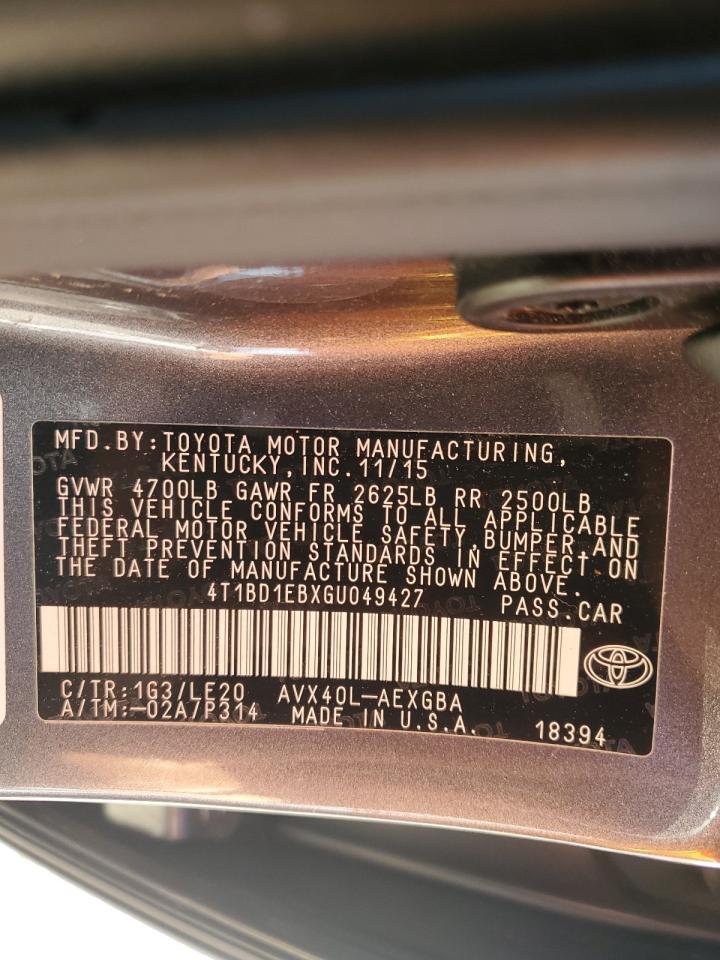 MFD.BY:TOYOTA MOTOR MANUFACTURING,
KENTUCKY,INC.11/15
GVWR 4700LB GAWR FR 2625LB RR 2500LB
THIS VEHICLE CONFORMS TO ALL APPLICABLE
FEDERAL MOTOR VEHICLE SAFETY,BUMPER,AND
THEFT PREVENTION STANDARDS IN EFFECT ON
THE DATE OF MANUFACTURE SHOWN ABOVE.
4T1BD1EBXGU049427 PASS.CAR
C/TR:1G3/LE20 AVX40L-AEXGBA
A/TM:-02A/P314 MADE IN U.S.A. 18394